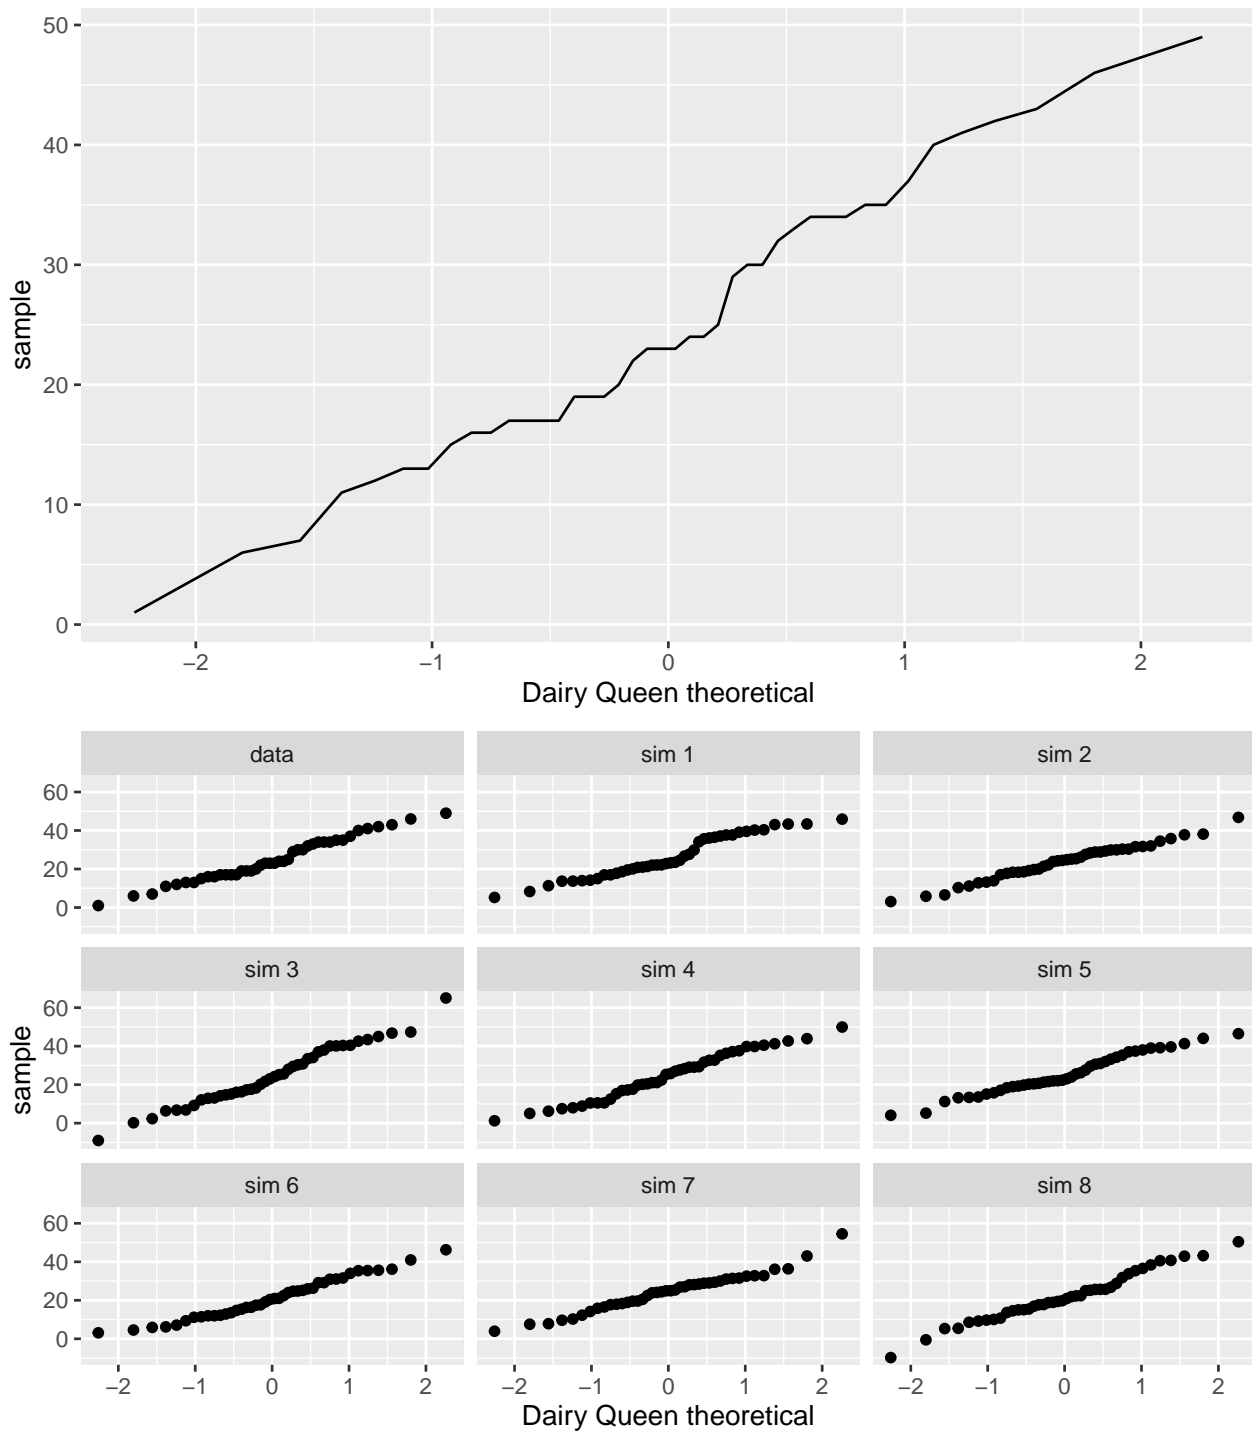 50
40
30
20
10
0
sample
−2 −1 0 1 2
Dairy Queen theoretical
data sim 1 sim 2
60
40
20
0
sim 3 sim 4 sim 5
60
40
20
0
sample
sim 6 sim 7 sim 8
60
40
20
0
−2 −1 0 1 2 −2 −1 0 1 2 −2 −1 0 1 2
Dairy Queen theoretical